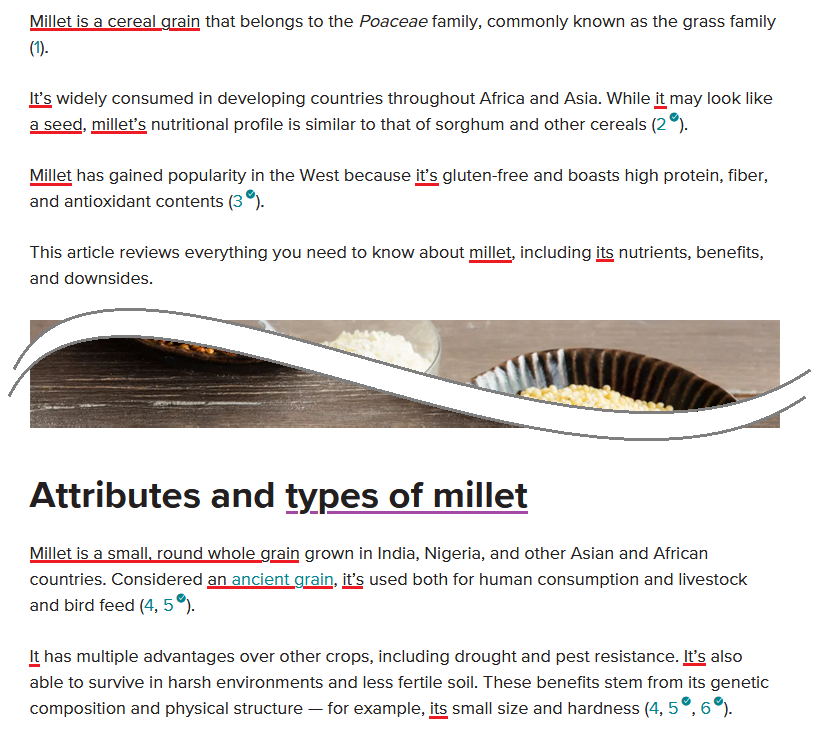 Millet is a cereal grain that belongs to the Poaceae family, commonly known as the grass family
(1).
It’s widely consumed in developing countries throughout Africa and Asia. While it may look like
a seed, millet’s nutritional profile is similar to that of sorghum and other cereals (2).
Millet has gained popularity in the West because it’s gluten-free and boasts high protein, fiber,
and antioxidant contents (3).
This article reviews everything you need to know about millet, including its nutrients, benefits,
and downsides.
Attributes and types of millet
Millet is a small, round whole grain grown in India, Nigeria, and other Asian and African
countries. Considered an ancient grain, it’s used both for human consumption and livestock
and bird feed (4, 5).
It has multiple advantages over other crops, including drought and pest resistance. It’s also
able to survive in harsh environments and less fertile soil. These benefits stem from its genetic
composition and physical structure — for example, its small size and hardness (4, 5, 6).